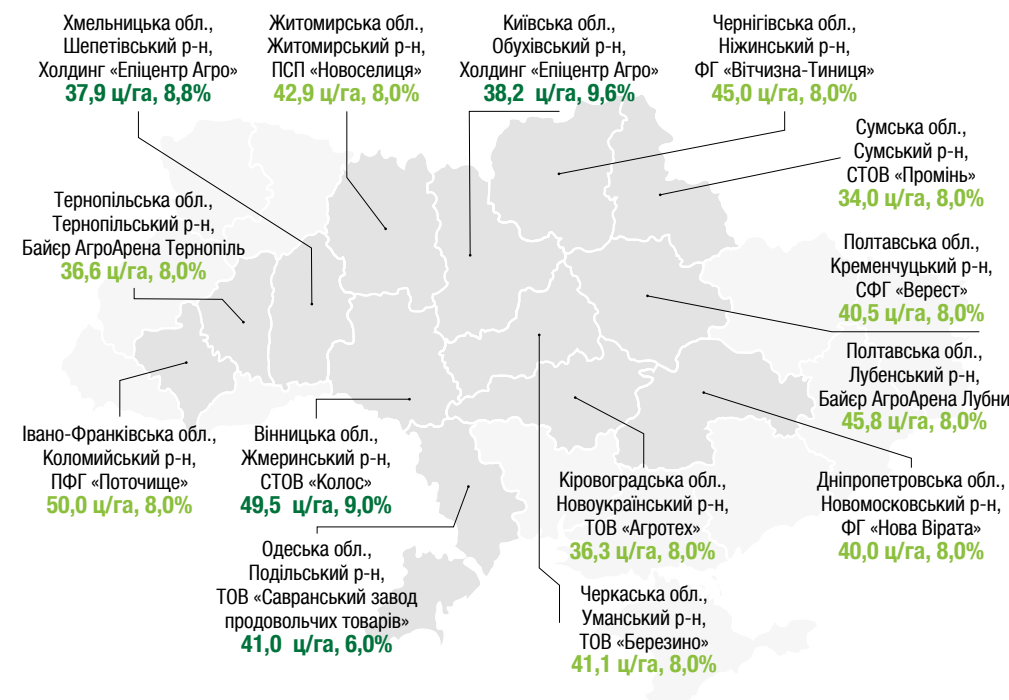 Хмельницька обл.,
Шепетівський р-н,
Холдинг «Епіцентр Агро»
37,9 ц/га, 8,8%
Житомирська обл.,
Житомирський р-н,
ПСП «Новоселиця»
42,9 ц/га, 8,0%
Київська обл.,
Обухівський р-н,
Холдинг «Епіцентр Агро»
38,2 ц/га, 9,6%
Чернігівська обл.,
Ніжинський р-н,
ФГ «Вітчизна-Тиниця»
45,0 ц/га, 8,0%
Сумська обл.,
Сумський р-н,
СТОВ «Промінь»
34,0 ц/га, 8,0%
Тернопільська обл.,
Тернопільський р-н,
Байєр АгроАрена Тернопіль
36,6 ц/га, 8,0%
Полтавська обл.,
Кременчуцький р-н,
СФГ «Верест»
40,5 ц/га, 8,0%
Полтавська обл.,
Лубенський р-н,
Байєр АгроАрена Лубни
45,8 ц/га, 8,0%
Івано-Франківська обл.,
Коломийський р-н,
ПФГ «Поточище»
50,0 ц/га, 8,0%
Вінницька обл.,
Жмеринський р-н,
СТОВ «Колос»
49,5 ц/га, 9,0%
Кіровоградська обл.,
Новоукраїнський р-н,
ТОВ «Агротех»
36,3 ц/га, 8,0%
Дніпропетровська обл.,
Новомосковський р-н,
ФГ «Нова Вірата»
40,0 ц/га, 8,0%
Одеська обл.,
Подільський р-н,
ТОВ «Савранський завод
продовольчих товарів»
41,0 ц/га, 6,0%
Черкаська обл.,
Уманський р-н,
ТОВ «Березино»
41,1 ц/га, 8,0%